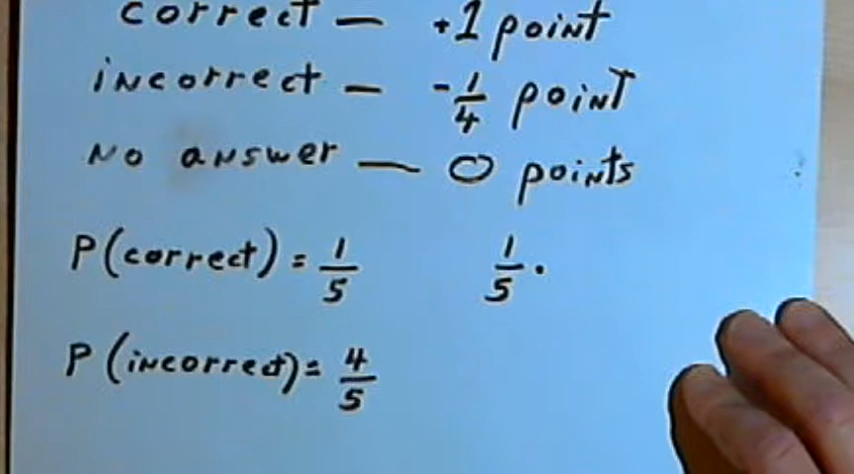 correct — +1 point
incorrect — -1/4 point
No answer — 0 points
P(correct) = 1/5 1/5 ·
P(incorrect) = 4/5